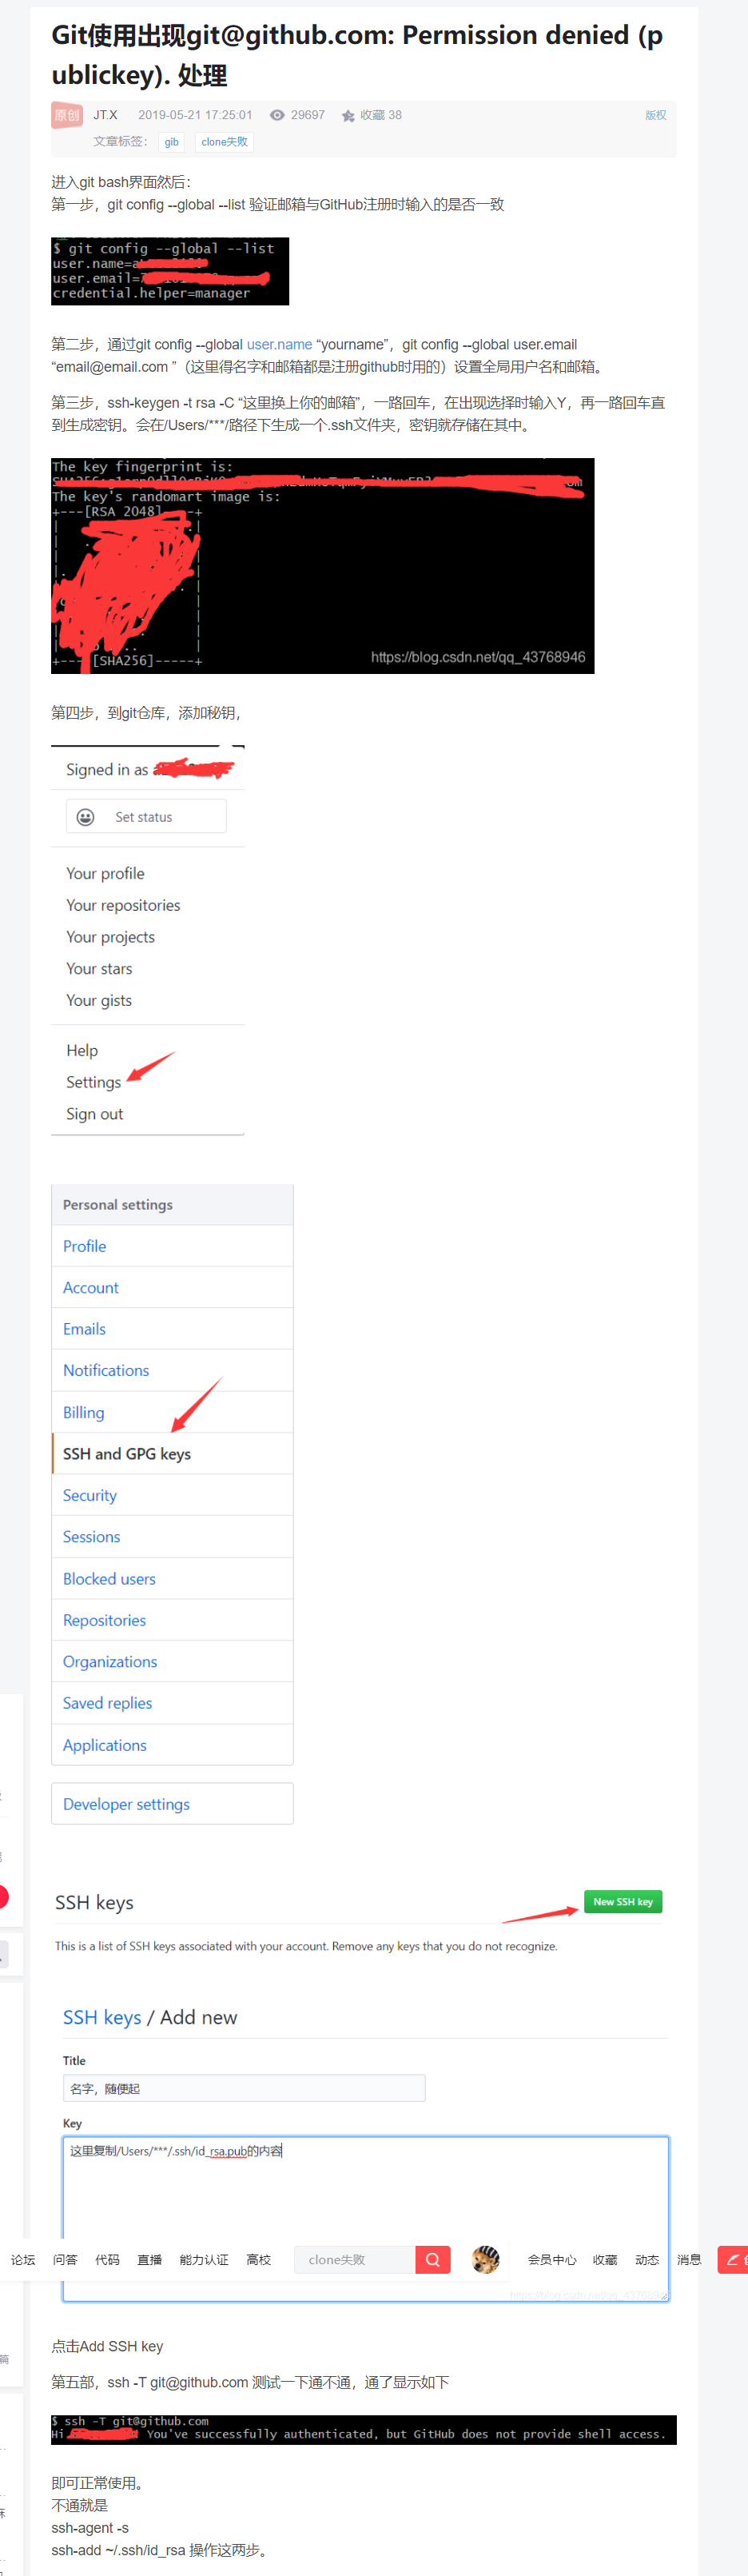 Git使用出现git@github.com: Permission denied (p
ublickey). 处理
原创 JT.X 2019-05-21 17:25:01 29697 收藏 38 版权
文章标签： gib clone失败
进入git bash界面然后：
第一步，git config --global --list 验证邮箱与GitHub注册时输入的是否一致
$ git config --global --list
user.name=
user.email=
credential.helper=manager
第二步，通过git config --global user.name “yourname”，git config --global user.email
“email@email.com ”（这里得名字和邮箱都是注册github时用的）设置全局用户名和邮箱。
第三步，ssh-keygen -t rsa -C “这里换上你的邮箱”，一路回车，在出现选择时输入Y，再一路回车直
到生成密钥。会在/Users/***/路径下生成一个.ssh文件夹，密钥就存储在其中。
The key fingerprint is:
The key's randomart image is:
+---[RSA 2048]----+
+----[SHA256]-----+
https://blog.csdn.net/qq_43768946
第四步，到git仓库，添加秘钥，
Signed in as
Set status
Your profile
Your repositories
Your projects
Your stars
Your gists
Help
Settings
Sign out
Personal settings
Profile
Account
Emails
Notifications
Billing
SSH and GPG keys
Security
Sessions
Blocked users
Repositories
Organizations
Saved replies
Applications
Developer settings
SSH keys New SSH key
This is a list of SSH keys associated with your account. Remove any keys that you do not recognize.
SSH keys / Add new
Title
名字，随便起
Key
这里复制/Users/***/.ssh/id_rsa.pub的内容
论坛 问答 代码 直播 能力认证 高校 clone失败 会员中心 收藏 动态 消息
https://blog.csdn.net/qq_43768946
点击Add SSH key
第五部，ssh -T git@github.com 测试一下通不通，通了显示如下
$ ssh -T git@github.com
Hi You've successfully authenticated, but GitHub does not provide shell access.
即可正常使用。
不通就是
ssh-agent -s
ssh-add ~/.ssh/id_rsa 操作这两步。